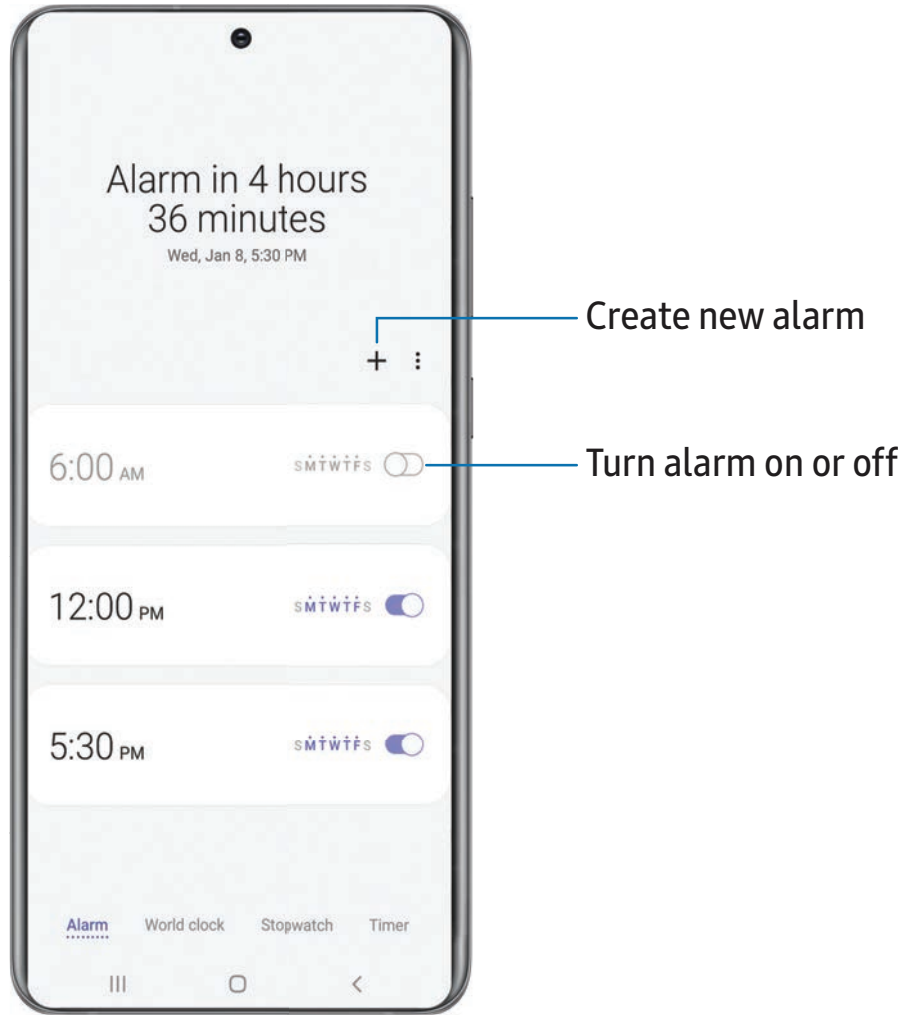 Alarm in 4 hours
36 minutes
Wed, Jan 8, 5:30 PM
Create new alarm
6:00 AM SMTWTFS
Turn alarm on or off
12:00 PM SMTWTFS
5:30 PM SMTWTFS
Alarm World clock Stopwatch Timer